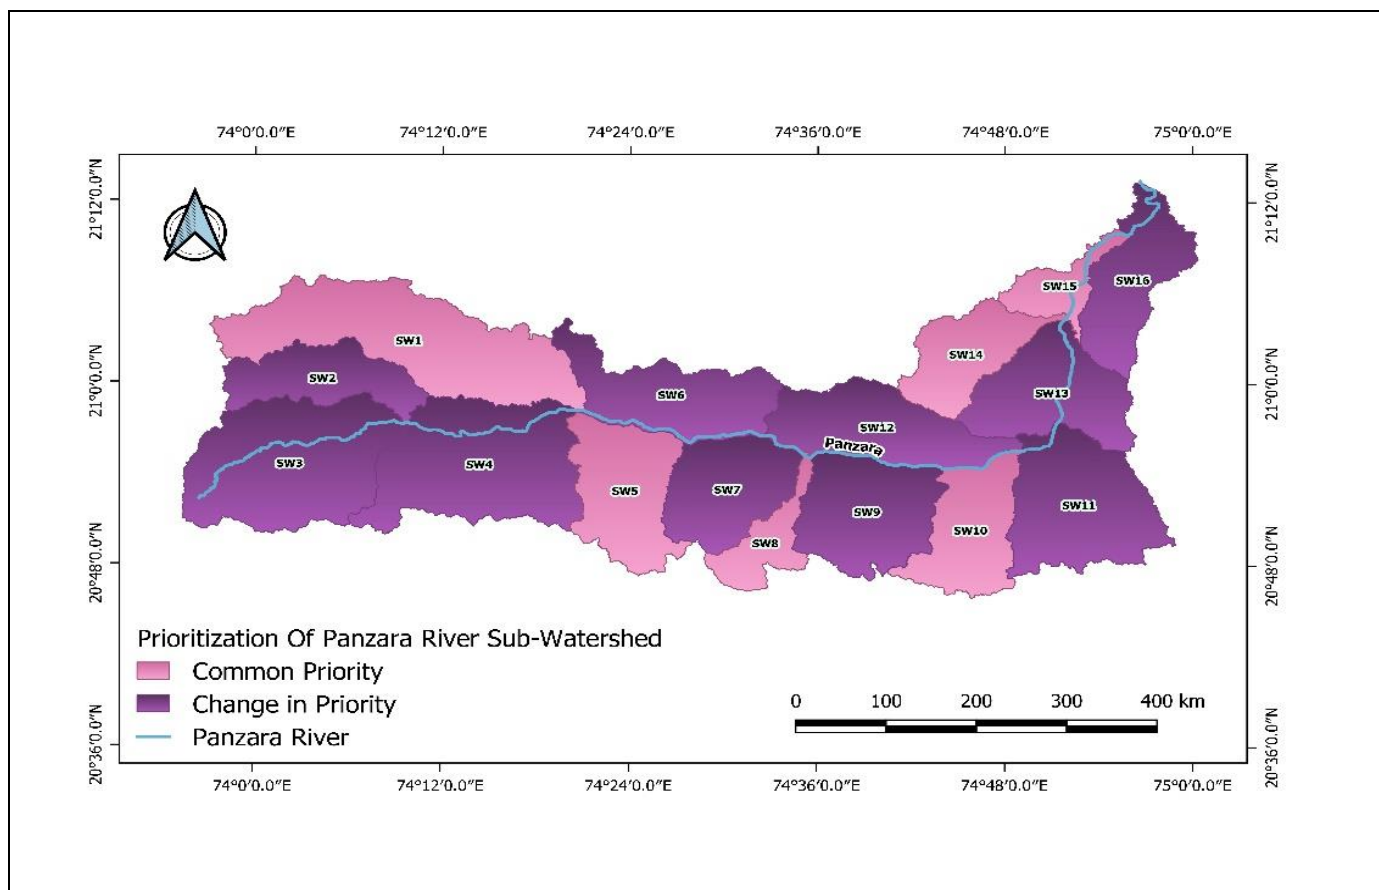 74°0′0.0″E 74°12′0.0″E 74°24′0.0″E 74°36′0.0″E 74°48′0.0″E 75°0′0.0″E
21°12′0.0″N
21°12′0.0″N
SW16
SW15
SW1
SW14
21°0′0.0″N
21°0′0.0″N
SW2
SW6
SW13
SW12
Panzara
SW3
SW4
SW5
SW7
SW9
SW11
SW10
SW8
20°48′0.0″N
20°48′0.0″N
Prioritization Of Panzara River Sub-Watershed
Common Priority
Change in Priority
Panzara River
0 100 200 300 400 km
20°36′0.0″N
20°36′0.0″N
74°0′0.0″E 74°12′0.0″E 74°24′0.0″E 74°36′0.0″E 74°48′0.0″E 75°0′0.0″E